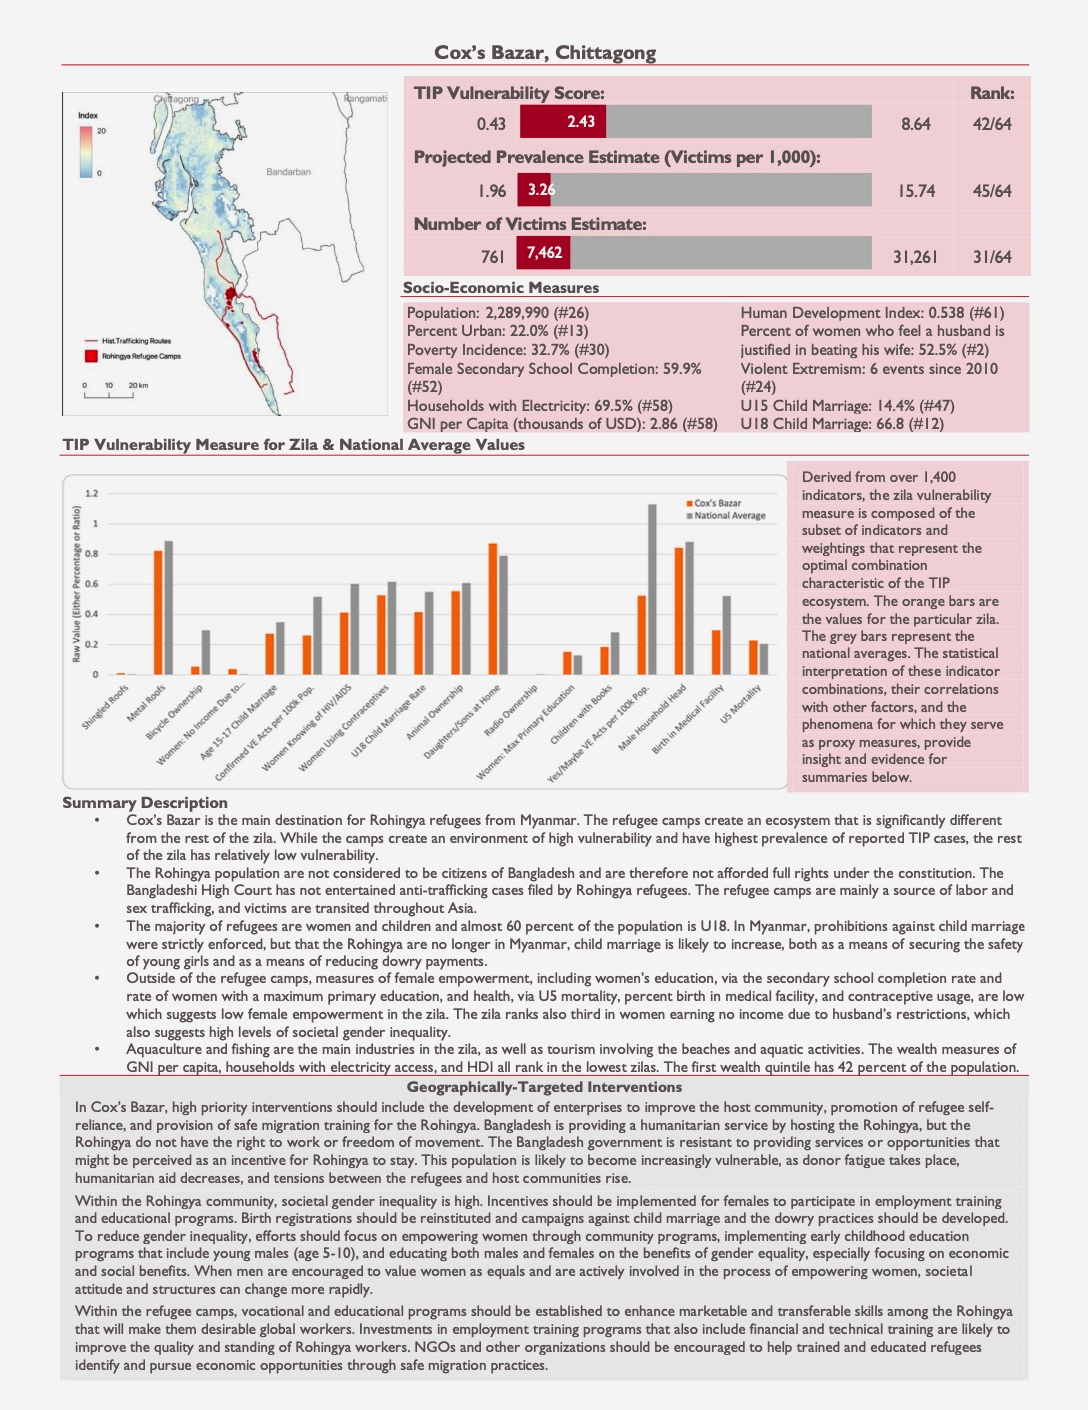 Cox's Bazar, Chittagong
Chittagong
Rangamati
Index
20
0
Bandarban
Hist.Trafficking Routes
Rohingya Refugee Camps
0 10 20 km
TIP Vulnerability Score:
Rank:
0.43
2.43
8.64
42/64
Projected Prevalence Estimate (Victims per 1,000):
1.96
3.26
15.74
45/64
Number of Victims Estimate:
761
7,462
31,261
31/64
Socio-Economic Measures
Population: 2,289,990 (#26)
Percent Urban: 22.0% (#13)
Poverty Incidence: 32.7% (#30)
Female Secondary School Completion: 59.9%
(#52)
Households with Electricity: 69.5% (#58)
GNI per Capita (thousands of USD): 2.86 (#58)
Human Development Index: 0.538 (#61)
Percent of women who feel a husband is
justified in beating his wife: 52.5% (#2)
Violent Extremism: 6 events since 2010
(#24)
U15 Child Marriage: 14.4% (#47)
U18 Child Marriage: 66.8 (#12)
TIP Vulnerability Measure for Zila & National Average Values
Raw Value (Either Percentage or Ratio)
1.2
1
0.8
0.6
0.4
0.2
0
Cox's Bazar
National Average
Shingled Roofs
Metal Roofs
Bicycle Ownership
Women: No Income Due to...
Age 15-17 Child Marriage
Confirmed VE Acts per 100k Pop.
Women Knowing of HIV/AIDS
Women Using Contraceptives
U18 Child Marriage Rate
Animal Ownership
Daughters/Sons at Home
Radio Ownership
Women: Max Primary Education
Children with Books
Yes/Maybe VE Acts per 100k Pop.
Male Household Head
Birth in Medical Facility
U5 Mortality
Derived from over 1,400
indicators, the zila vulnerability
measure is composed of the
subset of indicators and
weightings that represent the
optimal combination
characteristic of the TIP
ecosystem. The orange bars are
the values for the particular zila.
The grey bars represent the
national averages. The statistical
interpretation of these indicator
combinations, their correlations
with other factors, and the
phenomena for which they serve
as proxy measures, provide
insight and evidence for
summaries below.
Summary Description
• Cox's Bazar is the main destination for Rohingya refugees from Myanmar. The refugee camps create an ecosystem that is significantly different
from the rest of the zila. While the camps create an environment of high vulnerability and have highest prevalence of reported TIP cases, the rest
of the zila has relatively low vulnerability.
• The Rohingya population are not considered to be citizens of Bangladesh and are therefore not afforded full rights under the constitution. The
Bangladeshi High Court has not entertained anti-trafficking cases filed by Rohingya refugees. The refugee camps are mainly a source of labor and
sex trafficking, and victims are transited throughout Asia.
• The majority of refugees are women and children and almost 60 percent of the population is U18. In Myanmar, prohibitions against child marriage
were strictly enforced, but that the Rohingya are no longer in Myanmar, child marriage is likely to increase, both as a means of securing the safety
of young girls and as a means of reducing dowry payments.
• Outside of the refugee camps, measures of female empowerment, including women's education, via the secondary school completion rate and
rate of women with a maximum primary education, and health, via U5 mortality, percent birth in medical facility, and contraceptive usage, are low
which suggests low female empowerment in the zila. The zila ranks also third in women earning no income due to husband's restrictions, which
also suggests high levels of societal gender inequality.
• Aquaculture and fishing are the main industries in the zila, as well as tourism involving the beaches and aquatic activities. The wealth measures of
GNI per capita, households with electricity access, and HDI all rank in the lowest zilas. The first wealth quintile has 42 percent of the population.
Geographically-Targeted Interventions
In Cox's Bazar, high priority interventions should include the development of enterprises to improve the host community, promotion of refugee self-
reliance, and provision of safe migration training for the Rohingya. Bangladesh is providing a humanitarian service by hosting the Rohingya, but the
Rohingya do not have the right to work or freedom of movement. The Bangladesh government is resistant to providing services or opportunities that
might be perceived as an incentive for Rohingya to stay. This population is likely to become increasingly vulnerable, as donor fatigue takes place,
humanitarian aid decreases, and tensions between the refugees and host communities rise.
Within the Rohingya community, societal gender inequality is high. Incentives should be implemented for females to participate in employment training
and educational programs. Birth registrations should be reinstituted and campaigns against child marriage and the dowry practices should be developed.
To reduce gender inequality, efforts should focus on empowering women through community programs, implementing early childhood education
programs that include young males (age 5-10), and educating both males and females on the benefits of gender equality, especially focusing on economic
and social benefits. When men are encouraged to value women as equals and are actively involved in the process of empowering women, societal
attitude and structures can change more rapidly.
Within the refugee camps, vocational and educational programs should be established to enhance marketable and transferable skills among the Rohingya
that will make them desirable global workers. Investments in employment training programs that also include financial and technical training are likely to
improve the quality and standing of Rohingya workers. NGOs and other organizations should be encouraged to help trained and educated refugees
identify and pursue economic opportunities through safe migration practices.